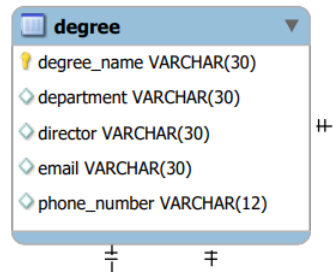 degree
degree_name VARCHAR(30)
department VARCHAR(30)
director VARCHAR(30)
email VARCHAR(30)
phone_number VARCHAR(12)